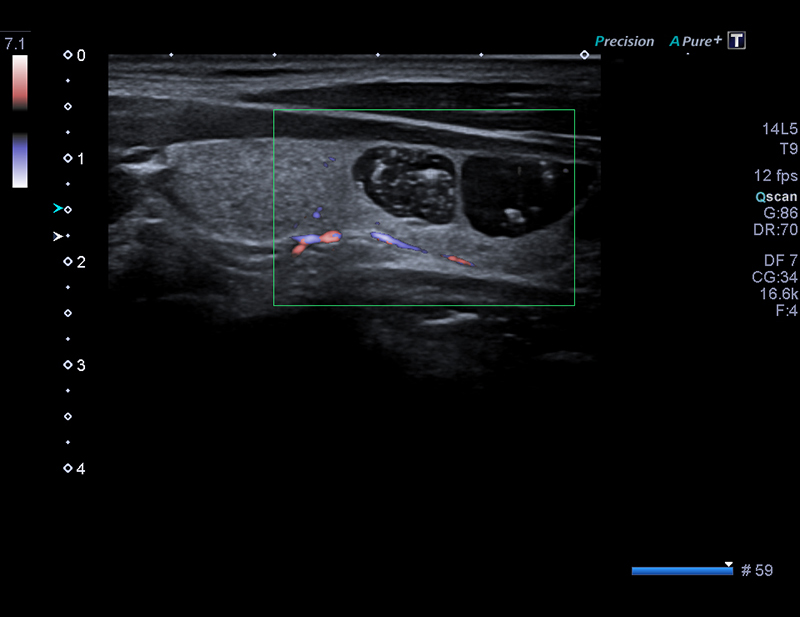 7.1
Precision APure+ T
0
1
2
3
4
14L5
T9
12 fps
Qscan
G:86
DR:70
DF 7
CG:34
16.6k
F:4
# 59